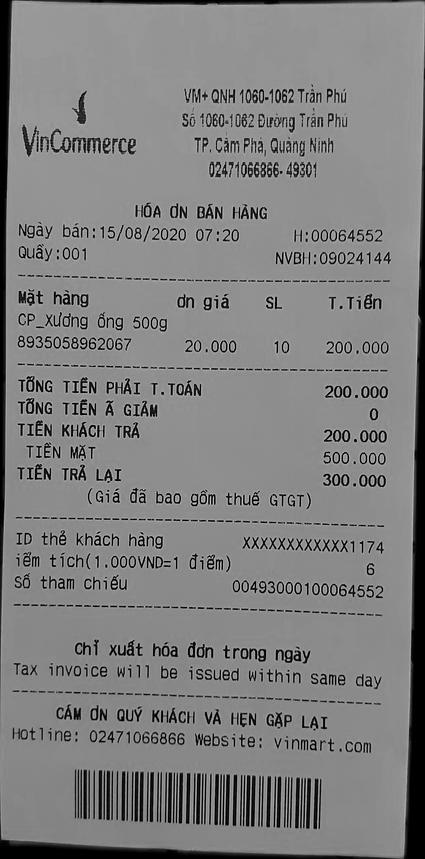 VinCommerce
VM+ QNH 1060-1062 Trần Phú
Số 1060-1062 Đường Trần Phú
TP. Cẩm Phả, Quảng Ninh
02471066866- 49301
HÓA ƠN BÁN HÀNG
Ngày bán:15/08/2020 07:20 H:00064552
Quầy:001 NVBH:09024144
Mặt hàng ơn giá SL T.Tiền
CP_Xương ống 500g
8935058962067 20.000 10 200.000
TỔNG TIỀN PHẢI T.TOÁN 200.000
TỔNG TIỀN Ã GIẢM 0
TIỀN KHÁCH TRẢ 200.000
TIỀN MẶT 500.000
TIỀN TRẢ LẠI 300.000
(Giá đã bao gồm thuế GTGT)
ID thẻ khách hàng XXXXXXXXXXXX1174
iểm tích(1.000VND=1 điểm) 6
Số tham chiếu 00493000100064552
Chỉ xuất hóa đơn trong ngày
Tax invoice will be issued within same day
CÁM ƠN QUÝ KHÁCH VÀ HẸN GẶP LẠI
Hotline: 02471066866 Website: vinmart.com